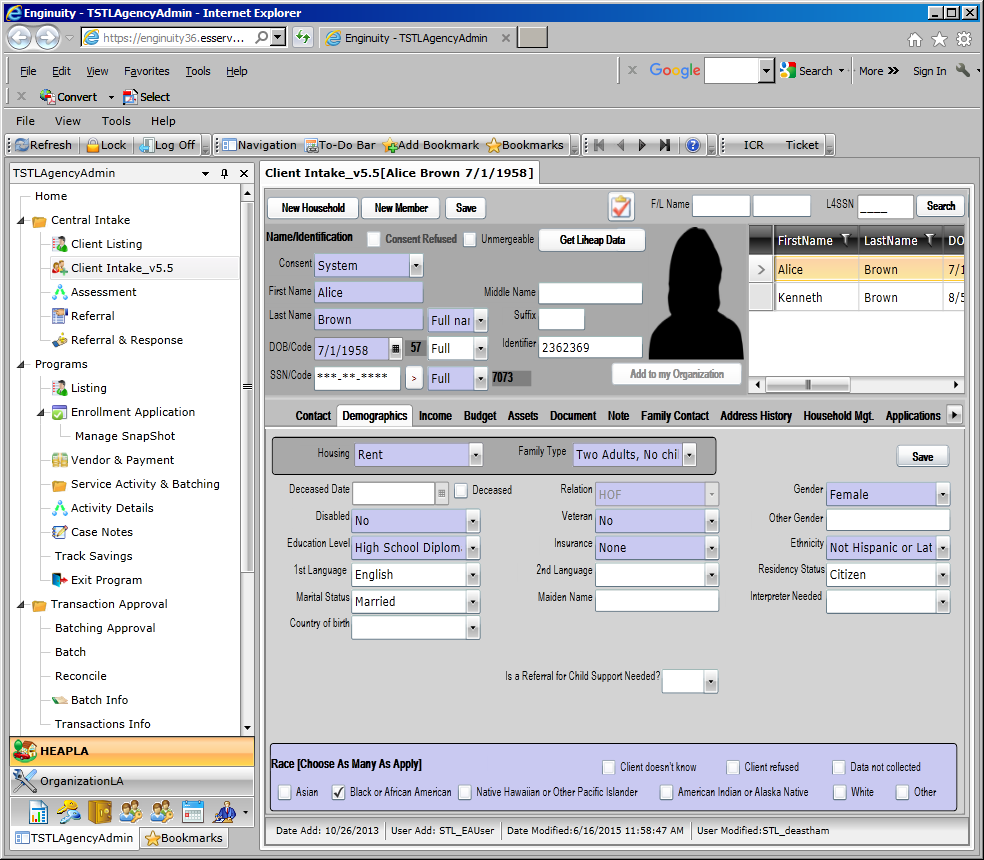 Enginuity - TSTLAgencyAdmin - Internet Explorer
https://enginuity36.esserv... Enginuity - TSTLAgencyAdmin
File Edit View Favorites Tools Help Google Search More Sign In
Convert Select
File View Tools Help
Refresh Lock Log Off Navigation To-Do Bar Add Bookmark Bookmarks ICR Ticket
TSTLAgencyAdmin
Home
Central Intake
Client Listing
Client Intake_v5.5
Assessment
Referral
Referral & Response
Programs
Listing
Enrollment Application
Manage SnapShot
Vendor & Payment
Service Activity & Batching
Activity Details
Case Notes
Track Savings
Exit Program
Transaction Approval
Batching Approval
Batch
Reconcile
Batch Info
Transactions Info
HEAPLA
OrganizationLA
TSTLAgencyAdmin Bookmarks
Client Intake_v5.5[Alice Brown 7/1/1958]
New Household New Member Save F/L Name L4SSN ____ Search
Name/Identification Consent Refused Unmergeable Get Liheap Data
Consent System
First Name Alice Middle Name
Last Name Brown Full nar Suffix
DOB/Code 7/1/1958 57 Full Identifier 2362369
SSN/Code ***-**-**** > Full 7073 Add to my Organization
FirstName LastName DO
Alice Brown 7/1
Kenneth Brown 8/5
Contact Demographics Income Budget Assets Document Note Family Contact Address History Household Mgt. Applications
Housing Rent Family Type Two Adults, No chil Save
Deceased Date Deceased Relation HOF Gender Female
Disabled No Veteran No Other Gender
Education Level High School Diplom Insurance None Ethnicity Not Hispanic or Lat
1st Language English 2nd Language Residency Status Citizen
Marital Status Married Maiden Name Interpreter Needed
Country of birth
Is a Referral for Child Support Needed?
Race [Choose As Many As Apply] Client doesn't know Client refused Data not collected
Asian Black or African American Native Hawaiian or Other Pacific Islander American Indian or Alaska Native White Other
Date Add: 10/26/2013 User Add: STL_EAUser Date Modified:6/16/2015 11:58:47 AM User Modified:STL_deastham